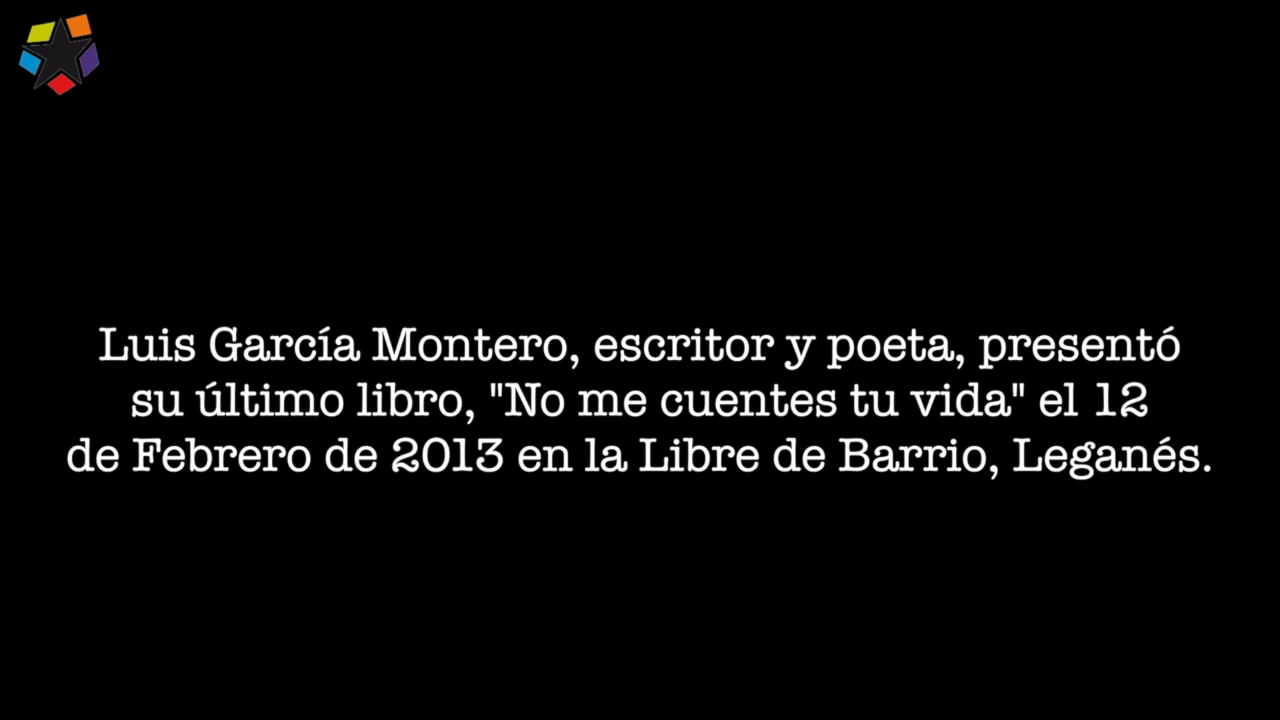 Luis García Montero, escritor y poeta, presentó
su último libro, "No me cuentes tu vida" el 12
de Febrero de 2013 en la Libre de Barrio, Leganés.